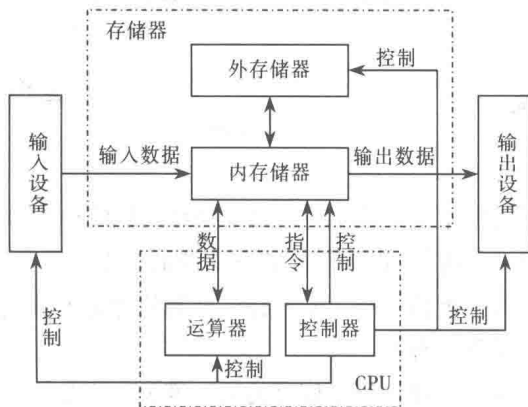 存储器
外存储器
控制
输入设备
输入数据
内存储器
输出数据
输出设备
数据
指令
控制
控制
运算器
控制器
控制
控制
CPU